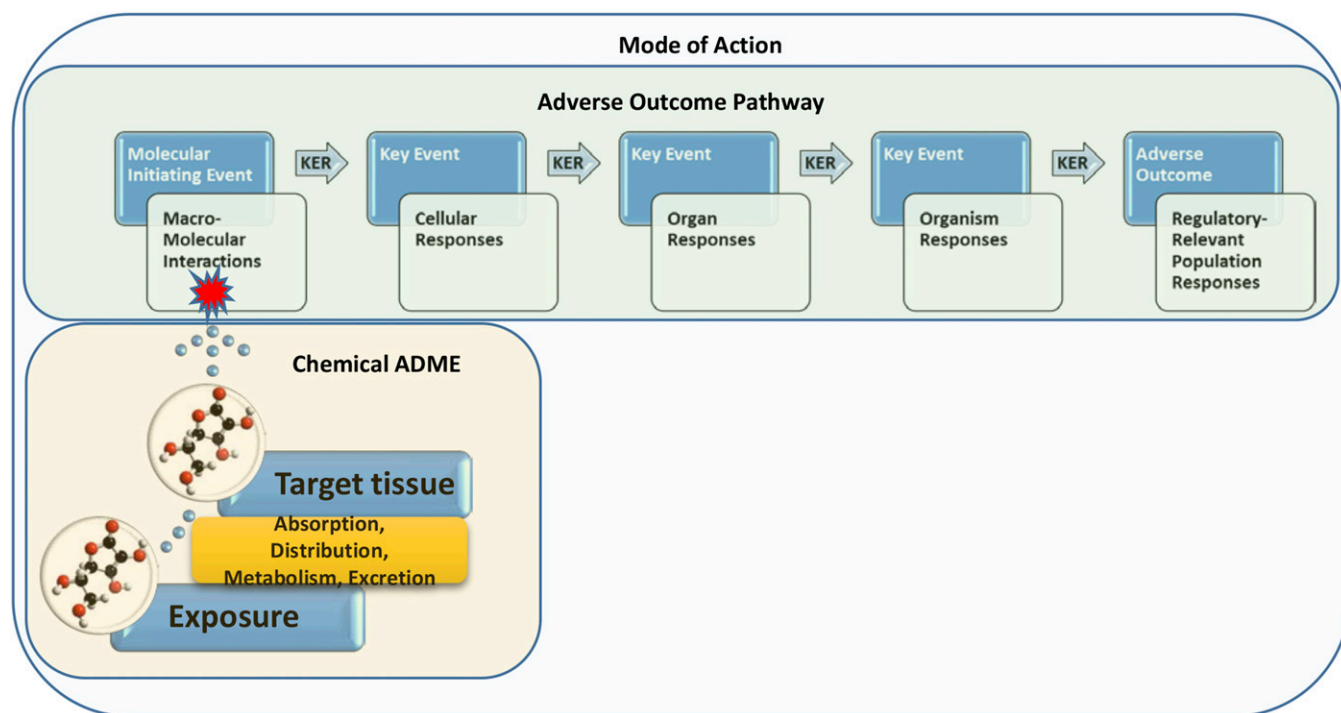 Mode of Action
Adverse Outcome Pathway
Molecular
Initiating Event
KER
Key Event
KER
Key Event
KER
Key Event
KER
Adverse
Outcome
Macro-
Molecular
Interactions
Cellular
Responses
Organ
Responses
Organism
Responses
Regulatory-
Relevant
Population
Responses
Chemical ADME
Target tissue
Absorption,
Distribution,
Metabolism, Excretion
Exposure